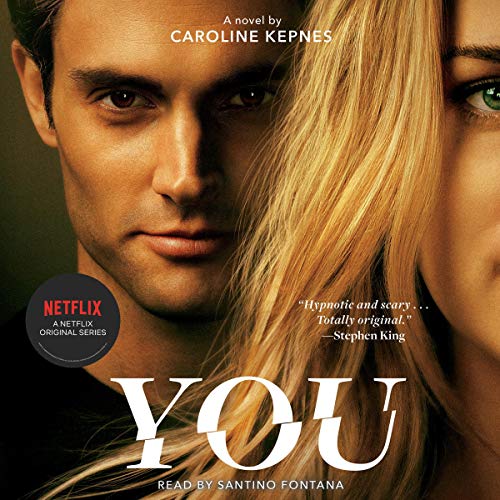 A novel by
CAROLINE KEPNES
NETFLIX
A NETFLIX
ORIGINAL SERIES
“Hypnotic and scary . . .
Totally original.”
—Stephen King
YOU
READ BY SANTINO FONTANA